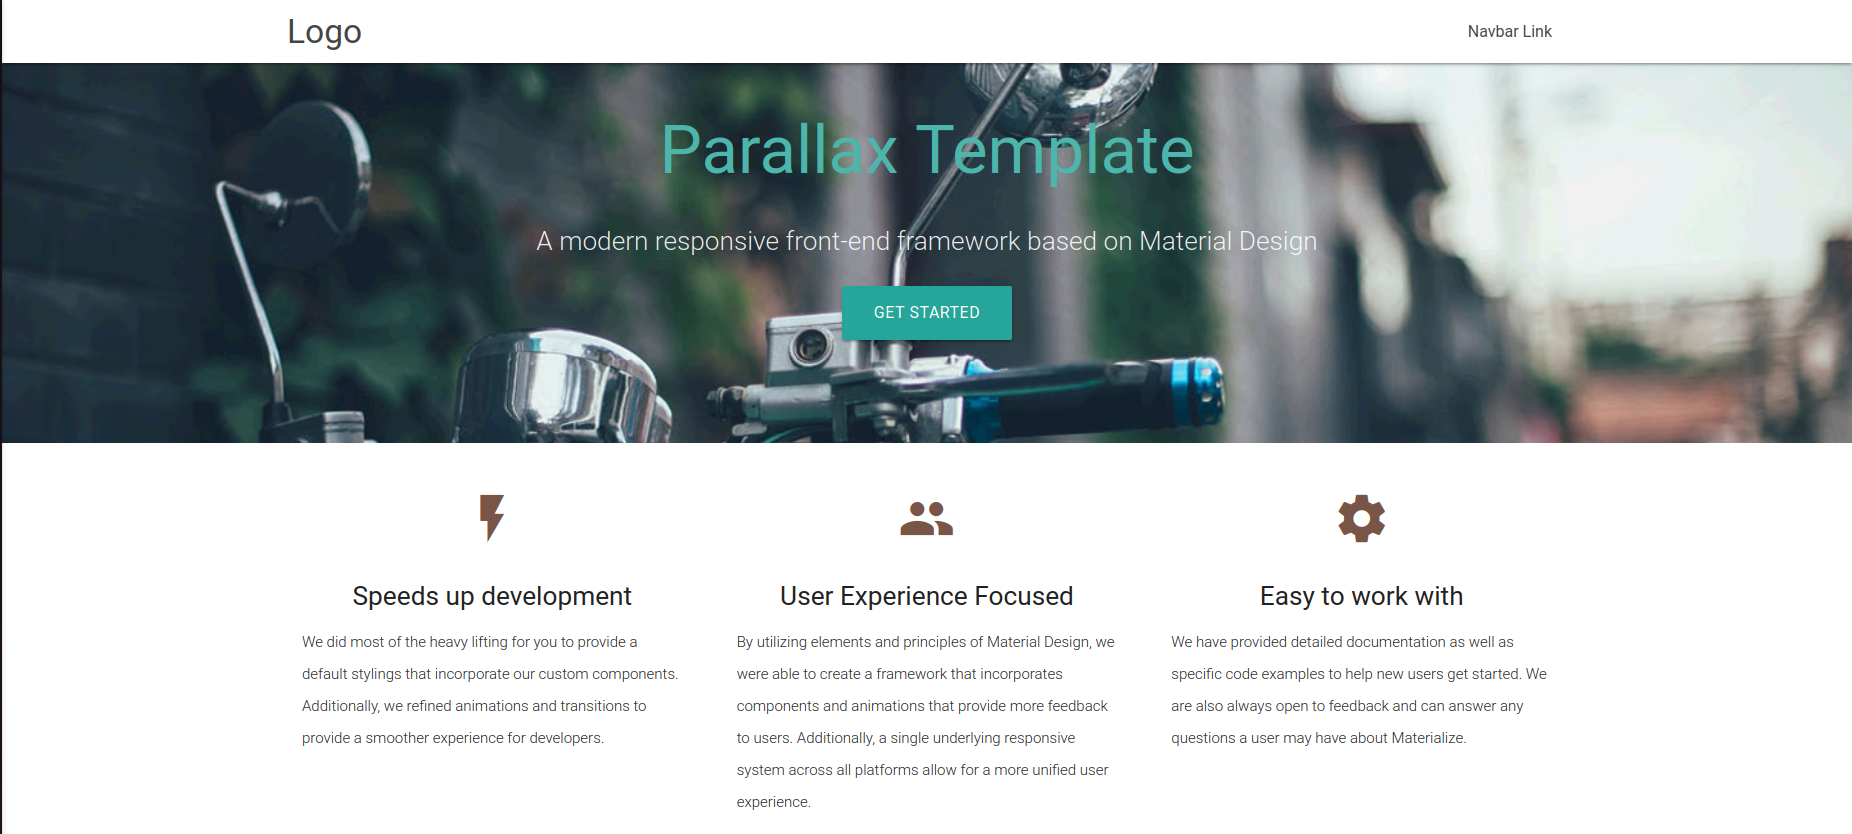 Logo
Navbar Link
Parallax Template
A modern responsive front-end framework based on Material Design
GET STARTED
Speeds up development
We did most of the heavy lifting for you to provide a
default stylings that incorporate our custom components.
Additionally, we refined animations and transitions to
provide a smoother experience for developers.
User Experience Focused
By utilizing elements and principles of Material Design, we
were able to create a framework that incorporates
components and animations that provide more feedback
to users. Additionally, a single underlying responsive
system across all platforms allow for a more unified user
experience.
Easy to work with
We have provided detailed documentation as well as
specific code examples to help new users get started. We
are also always open to feedback and can answer any
questions a user may have about Materialize.